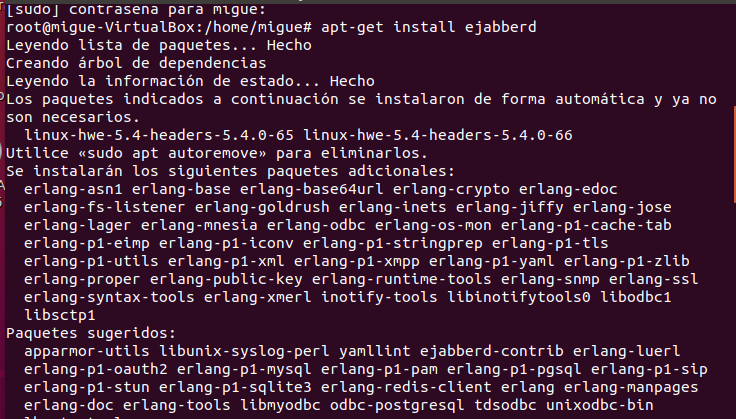 [sudo] contraseña para migue:
root@migue-VirtualBox:/home/migue# apt-get install ejabberd
Leyendo lista de paquetes... Hecho
Creando árbol de dependencias
Leyendo la información de estado... Hecho
Los paquetes indicados a continuación se instalaron de forma automática y ya no
son necesarios.
linux-hwe-5.4-headers-5.4.0-65 linux-hwe-5.4-headers-5.4.0-66
Utilice «sudo apt autoremove» para eliminarlos.
Se instalarán los siguientes paquetes adicionales:
erlang-asn1 erlang-base erlang-base64url erlang-crypto erlang-edoc
erlang-fs-listener erlang-goldrush erlang-inets erlang-jiffy erlang-jose
erlang-lager erlang-mnesia erlang-odbc erlang-os-mon erlang-p1-cache-tab
erlang-p1-eimp erlang-p1-iconv erlang-p1-stringprep erlang-p1-tls
erlang-p1-utils erlang-p1-xml erlang-p1-xmpp erlang-p1-yaml erlang-p1-zlib
erlang-proper erlang-public-key erlang-runtime-tools erlang-snmp erlang-ssl
erlang-syntax-tools erlang-xmerl inotify-tools libinotifytools0 libodbc1
libsctp1
Paquetes sugeridos:
apparmor-utils libunix-syslog-perl yamllint ejabberd-contrib erlang-luerl
erlang-p1-oauth2 erlang-p1-mysql erlang-p1-pam erlang-p1-pgsql erlang-p1-sip
erlang-p1-stun erlang-p1-sqlite3 erlang-redis-client erlang erlang-manpages
erlang-doc erlang-tools libmyodbc odbc-postgresql tdsodbc unixodbc-bin